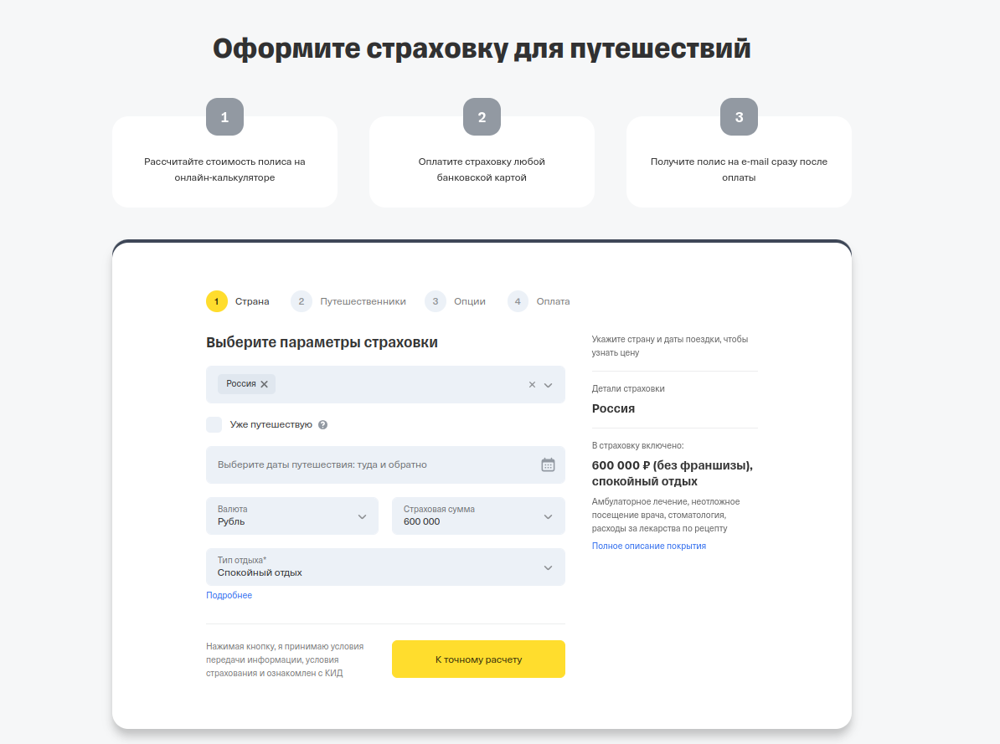 Оформите страховку для путешествий
1
2
3
Рассчитайте стоимость полиса на
онлайн-калькуляторе
Оплатите страховку любой
банковской картой
Получите полис на e-mail сразу после
оплаты
1 Страна
2 Путешественники
3 Опции
4 Оплата
Выберите параметры страховки
Россия
Уже путешествую ?
Выберите даты путешествия: туда и обратно
Валюта
Рубль
Страховая сумма
600 000
Тип отдыха*
Спокойный отдых
Подробнее
Нажимая кнопку, я принимаю условия
передачи информации, условия
страхования и ознакомлен с КИД
К точному расчету
Укажите страну и даты поездки, чтобы
узнать цену
Детали страховки
Россия
В страховку включено:
600 000 ₽ (без франшизы),
спокойный отдых
Амбулаторное лечение, неотложное
посещение врача, стоматология,
расходы за лекарства по рецепту
Полное описание покрытия